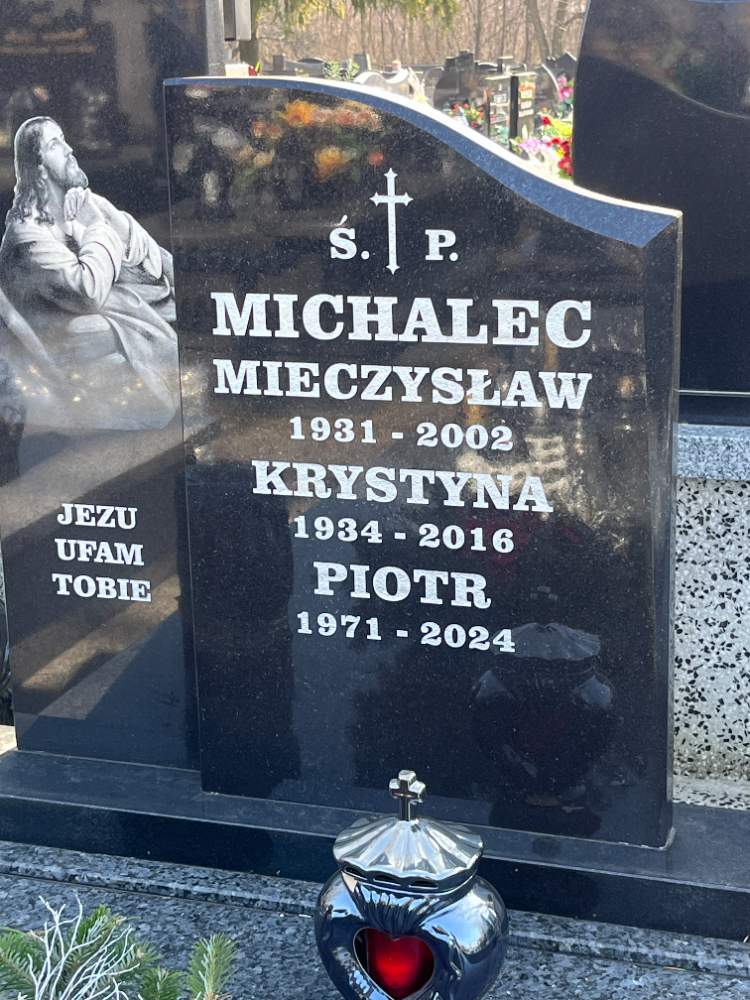 Ś. P.
MICHALEC
MIECZYSŁAW
1931 - 2002
KRYSTYNA
1934 - 2016
PIOTR
1971 - 2024
JEZU
UFAM
TOBIE